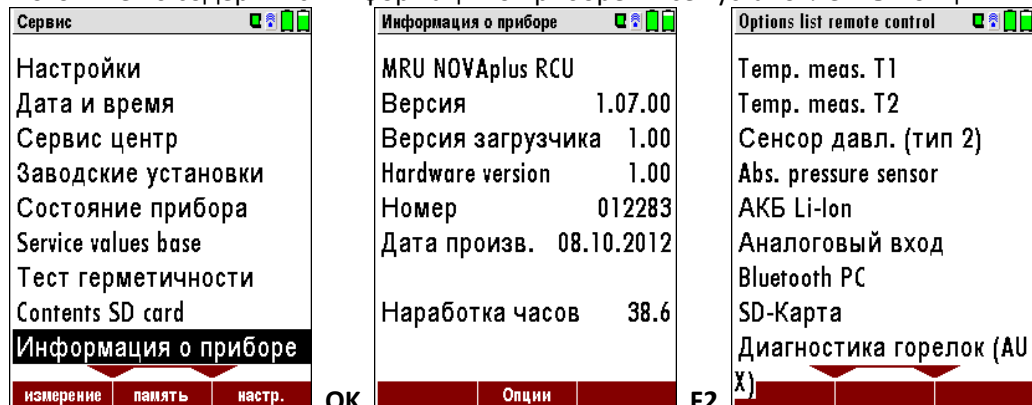 Сервис
Настройки
Дата и время
Сервис центр
Заводские установки
Состояние прибора
Service values base
Тест герметичности
Contents SD card
Информация о приборе
измерение память настр.
OK
Информация о приборе
MRU NOVAplus RCU
Версия 1.07.00
Версия загрузчика 1.00
Hardware version 1.00
Номер 012283
Дата произв. 08.10.2012
Наработка часов 38.6
Опции
F2
Options list remote control
Temp. meas. T1
Temp. meas. T2
Сенсор давл. (тип 2)
Abs. pressure sensor
АКБ Li-Ion
Аналоговый вход
Bluetooth PC
SD-Карта
Диагностика горелок (AU
X)